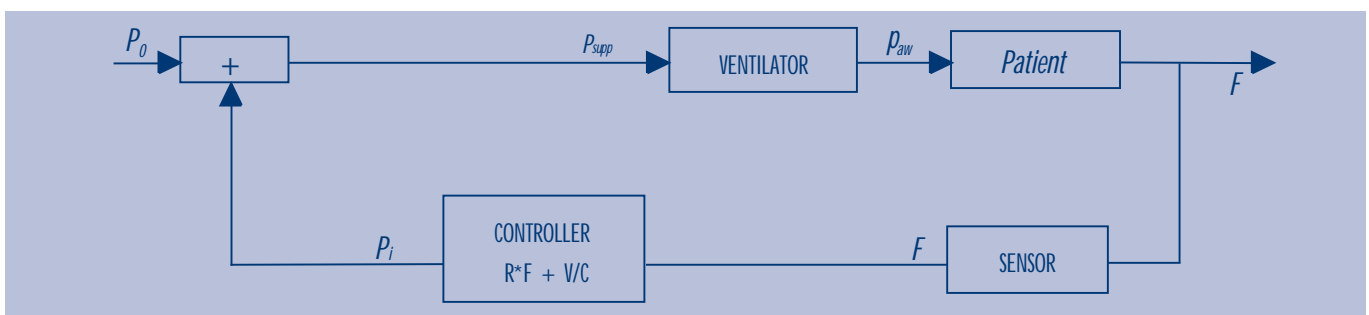 P0
+
Psupp
VENTILATOR
paw
Patient
F
Pi
CONTROLLER
R*F + V/C
F
SENSOR